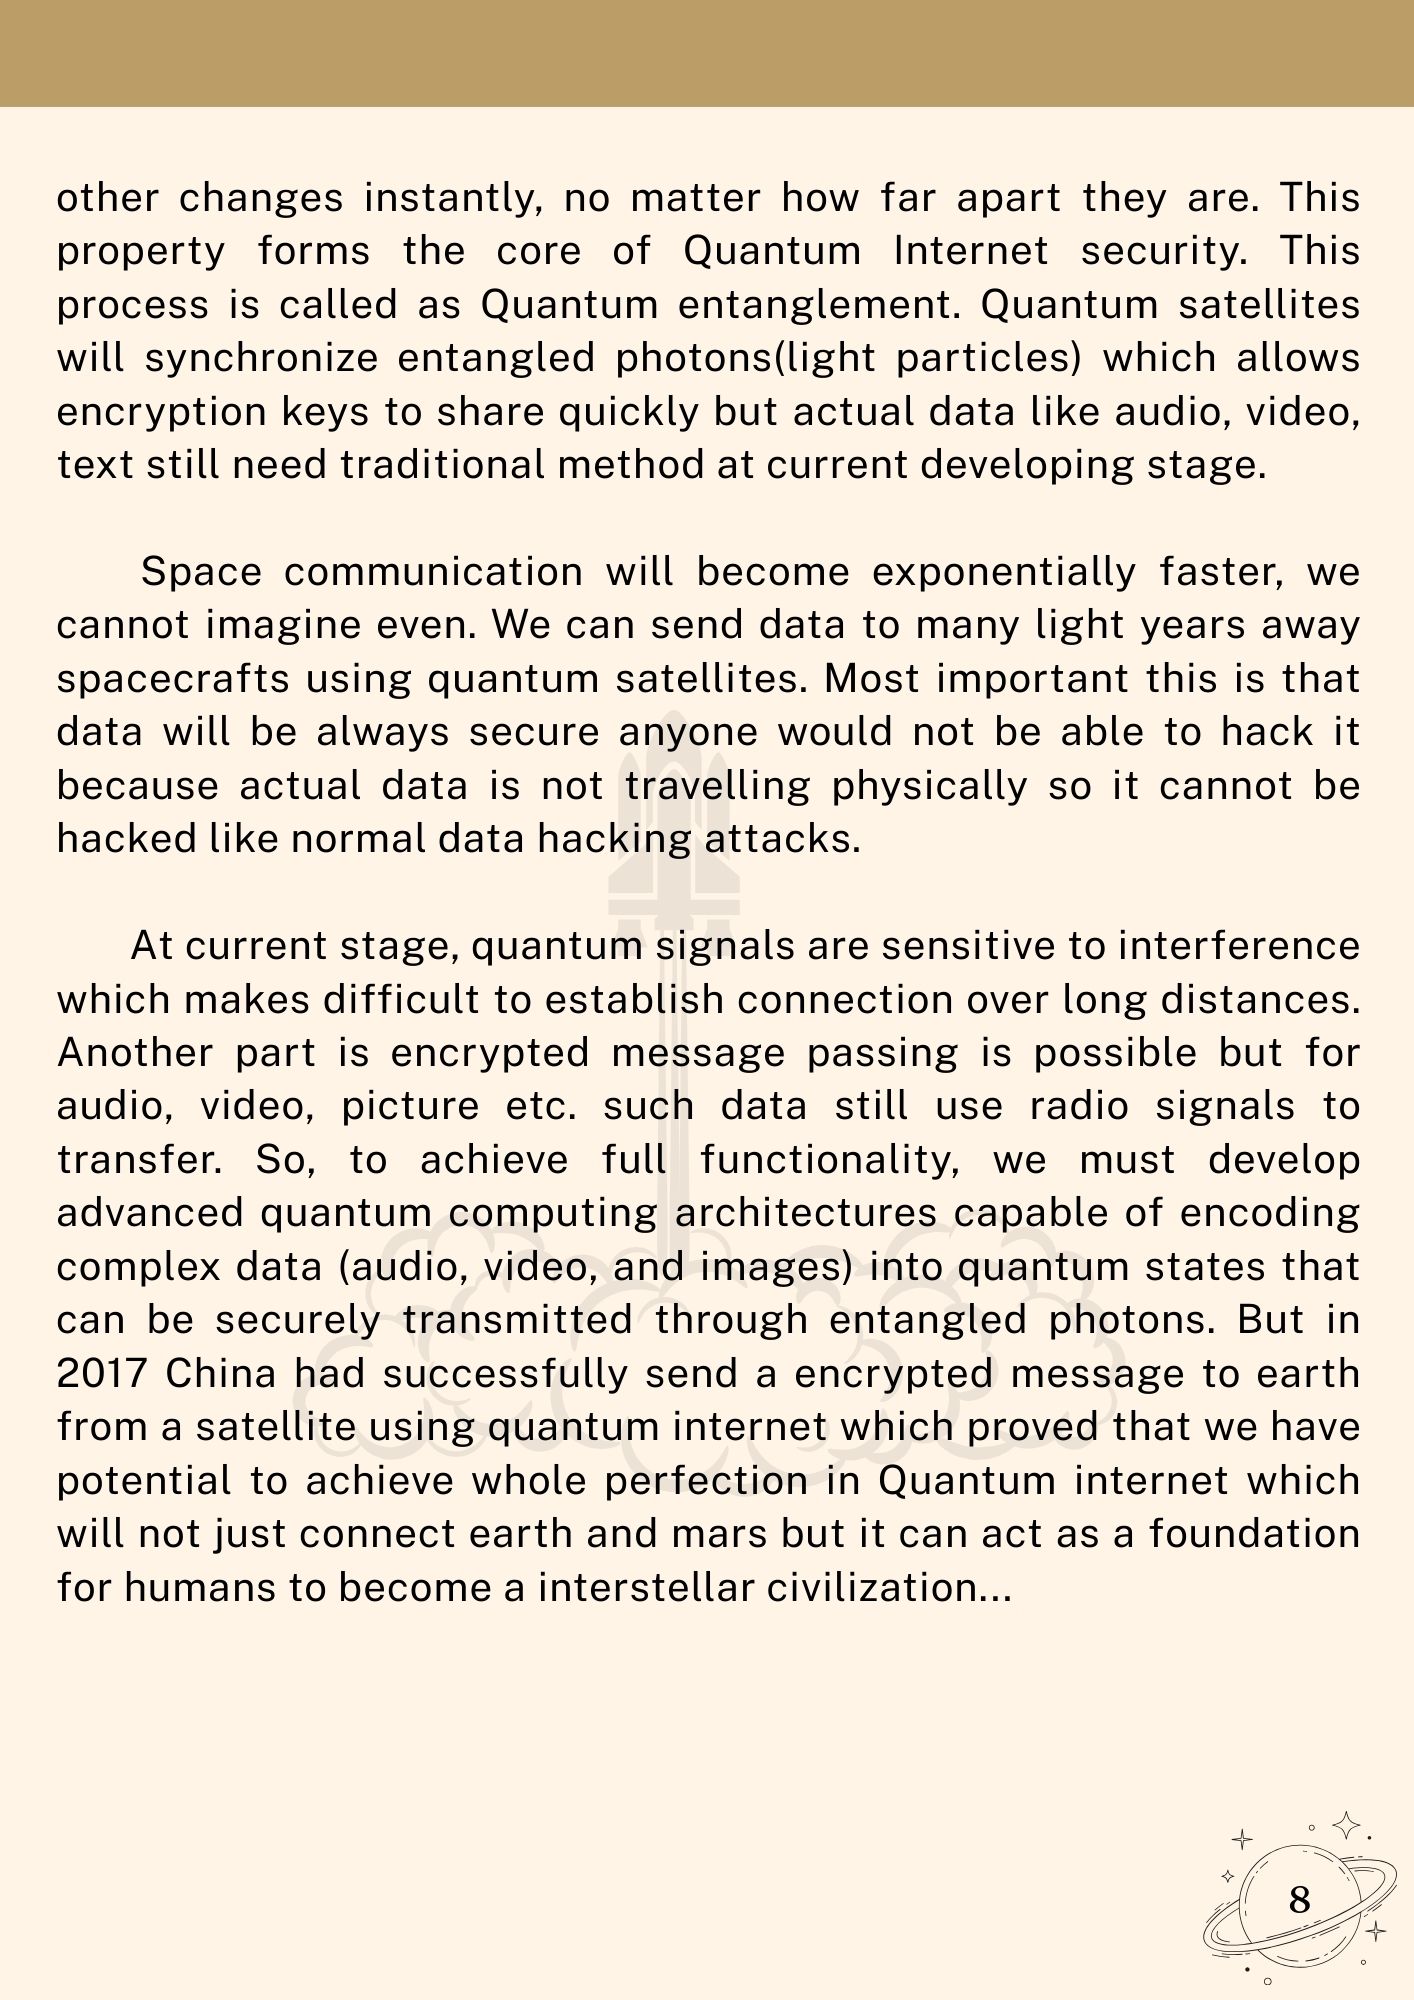 other changes instantly, no matter how far apart they are. This
property forms the core of Quantum Internet security. This
process is called as Quantum entanglement. Quantum satellites
will synchronize entangled photons(light particles) which allows
encryption keys to share quickly but actual data like audio, video,
text still need traditional method at current developing stage.
Space communication will become exponentially faster, we
cannot imagine even. We can send data to many light years away
spacecrafts using quantum satellites. Most important this is that
data will be always secure anyone would not be able to hack it
because actual data is not travelling physically so it cannot be
hacked like normal data hacking attacks.
At current stage, quantum signals are sensitive to interference
which makes difficult to establish connection over long distances.
Another part is encrypted message passing is possible but for
audio, video, picture etc. such data still use radio signals to
transfer. So, to achieve full functionality, we must develop
advanced quantum computing architectures capable of encoding
complex data (audio, video, and images) into quantum states that
can be securely transmitted through entangled photons. But in
2017 China had successfully send a encrypted message to earth
from a satellite using quantum internet which proved that we have
potential to achieve whole perfection in Quantum internet which
will not just connect earth and mars but it can act as a foundation
for humans to become a interstellar civilization...
8